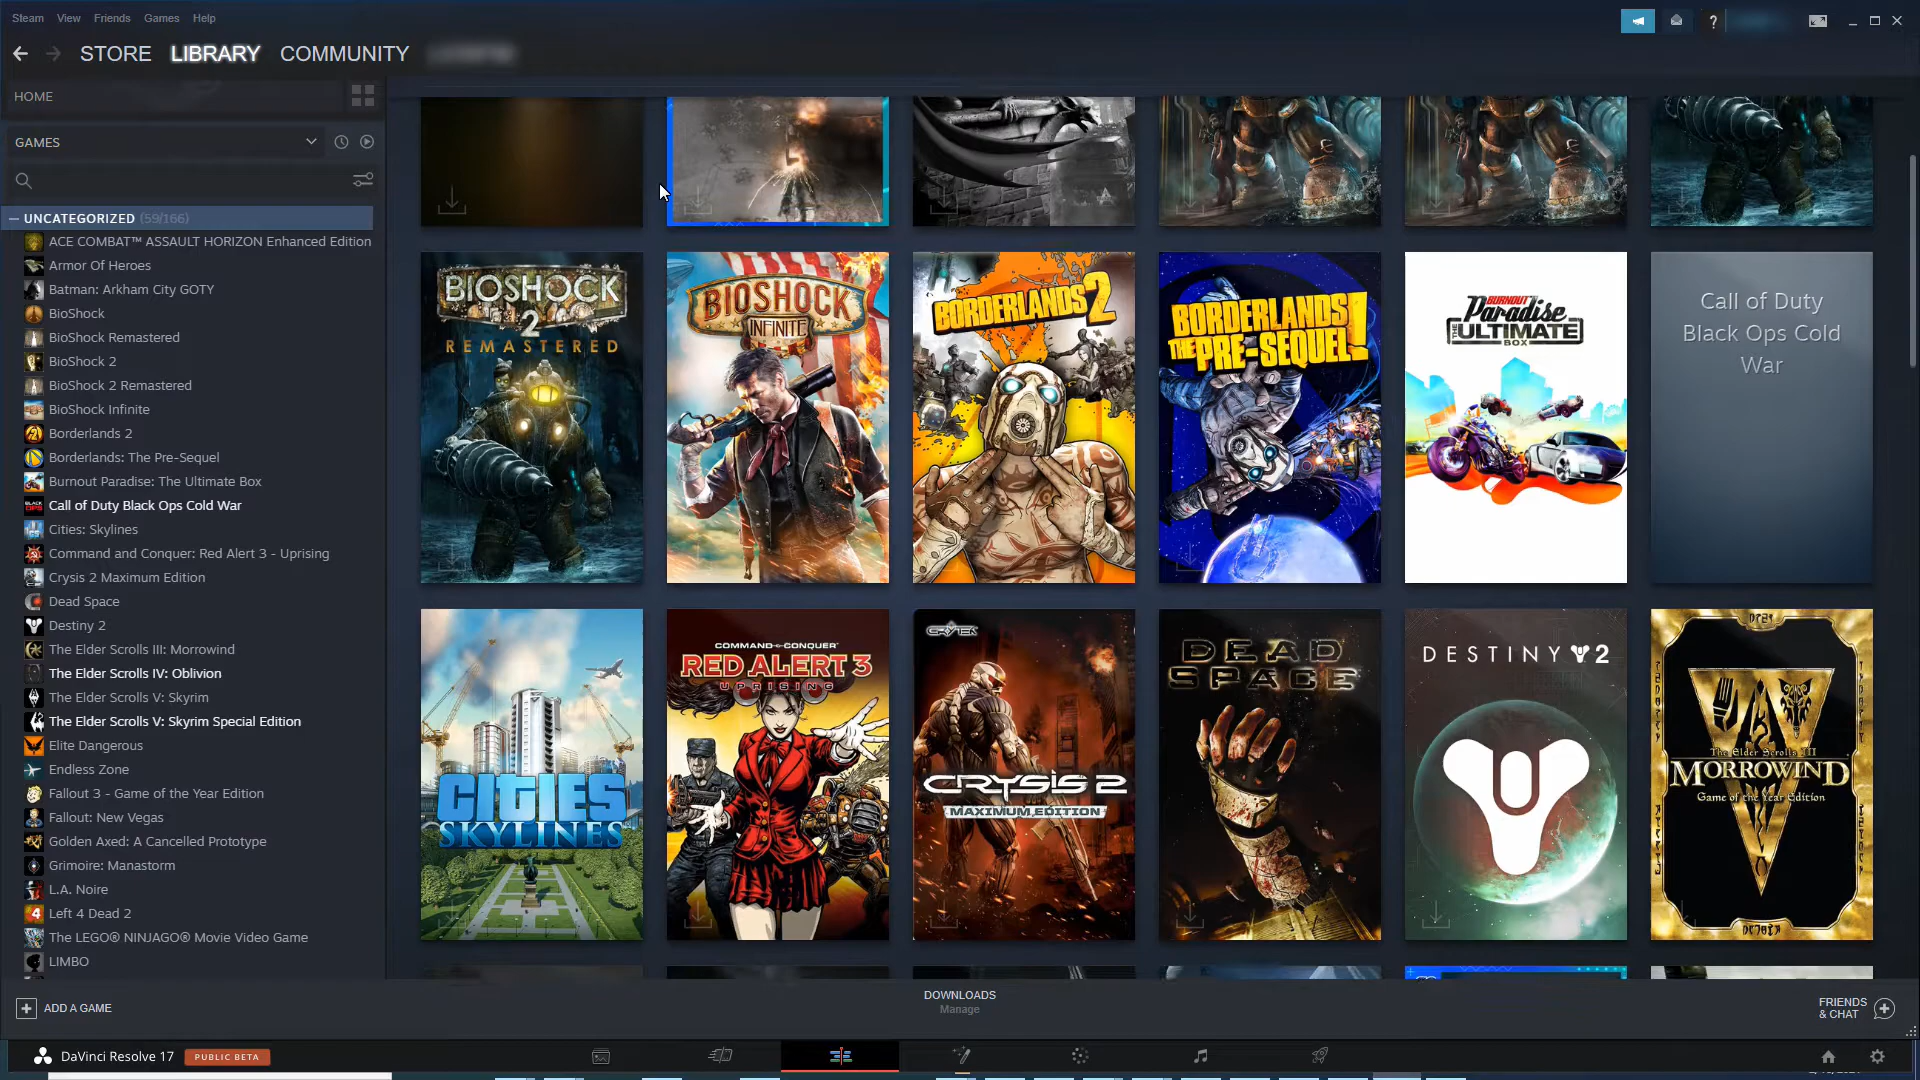 Steam View Friends Games Help
?
STORE LIBRARY COMMUNITY
HOME
GAMES
UNCATEGORIZED (59/166)
ACE COMBAT™ ASSAULT HORIZON Enhanced Edition
Armor Of Heroes
Batman: Arkham City GOTY
BioShock
BioShock Remastered
BioShock 2
BioShock 2 Remastered
BioShock Infinite
Borderlands 2
Borderlands: The Pre-Sequel
Burnout Paradise: The Ultimate Box
Call of Duty Black Ops Cold War
Cities: Skylines
Command and Conquer: Red Alert 3 - Uprising
Crysis 2 Maximum Edition
Dead Space
Destiny 2
The Elder Scrolls III: Morrowind
The Elder Scrolls IV: Oblivion
The Elder Scrolls V: Skyrim
The Elder Scrolls V: Skyrim Special Edition
Elite Dangerous
Endless Zone
Fallout 3 - Game of the Year Edition
Fallout: New Vegas
Golden Axed: A Cancelled Prototype
Grimoire: Manastorm
L.A. Noire
Left 4 Dead 2
The LEGO® NINJAGO® Movie Video Game
LIMBO
BIOSHOCK
2
REMASTERED
BIOSHOCK
INFINITE
BORDERLANDS 2
BORDERLANDS
THE PRE-SEQUEL!
BURNOUT
Paradise
THE ULTIMATE
BOX
Call of Duty
Black Ops Cold
War
CITIES
SKYLINES
COMMAND & CONQUER
RED ALERT 3
UPRISING
CRYTEK
CRYSIS 2
MAXIMUM EDITION
DEAD
SPACE
DESTINY 2
The Elder Scrolls III
MORROWIND
Game of the Year Edition
ADD A GAME
DOWNLOADS
Manage
FRIENDS
& CHAT
DaVinci Resolve 17 PUBLIC BETA